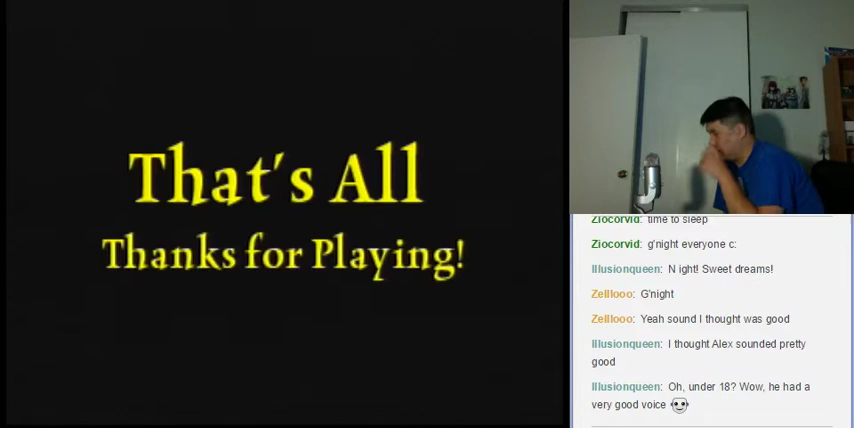 That's All
Thanks for Playing!
Ziocorvid: time to sleep
Ziocorvid: g'night everyone c:
Illusionqueen: N ight! Sweet dreams!
Zelllooo: G'night
Zelllooo: Yeah sound I thought was good
Illusionqueen: I thought Alex sounded pretty
good
Illusionqueen: Oh, under 18? Wow, he had a
very good voice